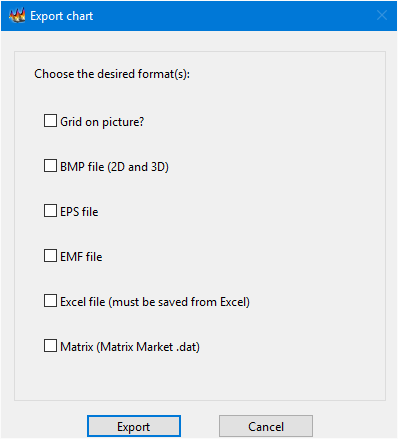 Export chart
Choose the desired format(s):
Grid on picture?
BMP file (2D and 3D)
EPS file
EMF file
Excel file (must be saved from Excel)
Matrix (Matrix Market .dat)
Export
Cancel